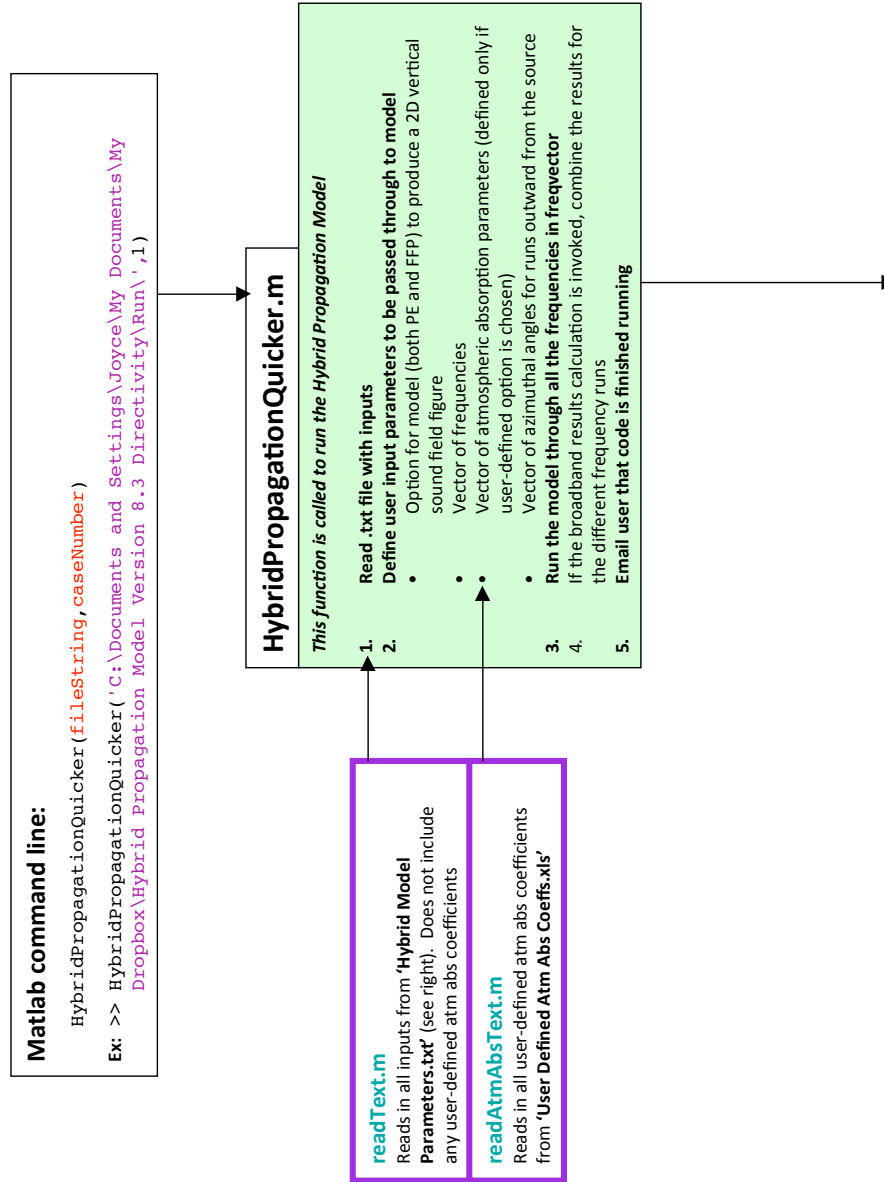 Matlab command line:
HybridPropagationQuicker(fileString,caseNumber)
Ex: >> HybridPropagationQuicker('C:\Documents and Settings\Joyce\My Documents\My
Dropbox\Hybrid Propagation Model Version 8.3 Directivity\Run\',1)
HybridPropagationQuicker.m
This function is called to run the Hybrid Propagation Model
1. Read .txt file with inputs
2. Define user input parameters to be passed through to model
• Option for model (both PE and FFP) to produce a 2D vertical
sound field figure
• Vector of frequencies
• Vector of atmospheric absorption parameters (defined only if
user-defined option is chosen)
• Vector of azimuthal angles for runs outward from the source
3. Run the model through all the frequencies in freqvector
4. If the broadband results calculation is invoked, combine the results for
the different frequency runs
5. Email user that code is finished running
readText.m
Reads in all inputs from 'Hybrid Model
Parameters.txt' (see right). Does not include
any user-defined atm abs coefficients
readAtmAbsText.m
Reads in all user-defined atm abs coefficients
from 'User Defined Atm Abs Coeffs.xls'